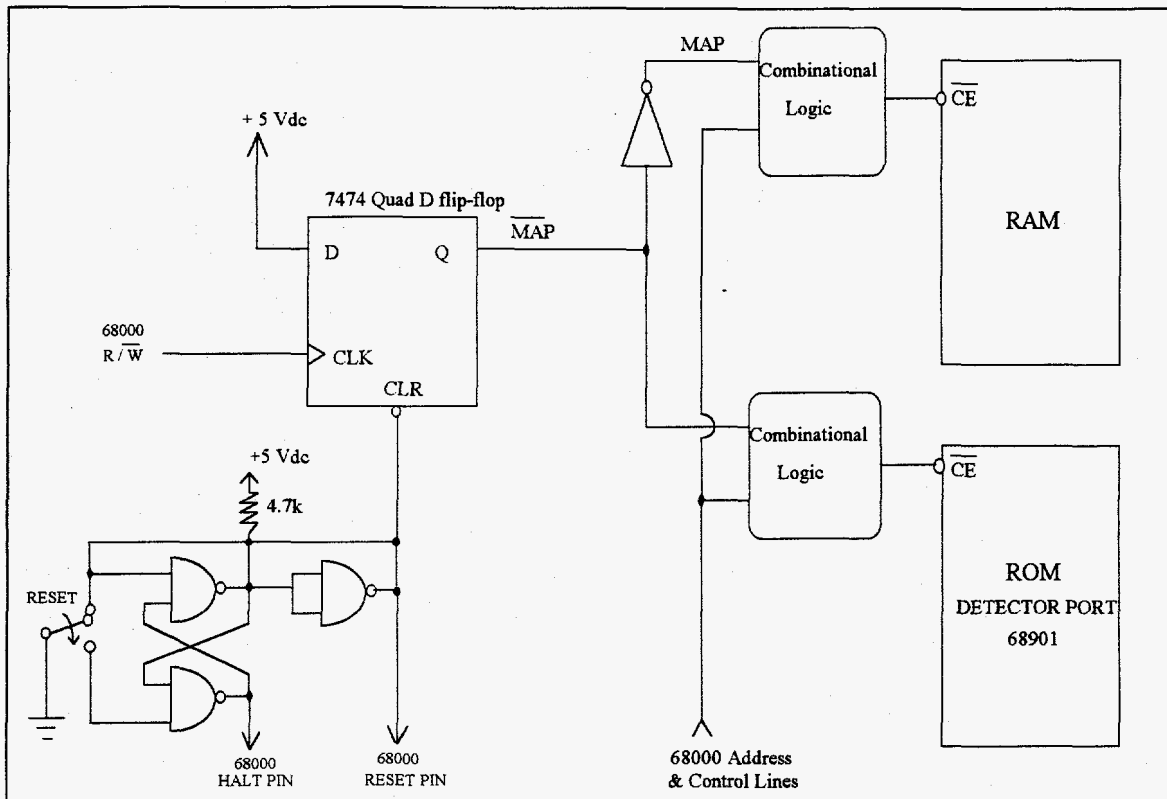 MAP
Combinational
Logic
CE
RAM
+ 5 Vdc
7474 Quad D flip-flop
D
Q
MAP
68000
R / W
CLK
CLR
+5 Vdc
4.7k
RESET
Combinational
Logic
CE
ROM
DETECTOR PORT
68901
68000
HALT PIN
68000
RESET PIN
68000 Address
& Control Lines